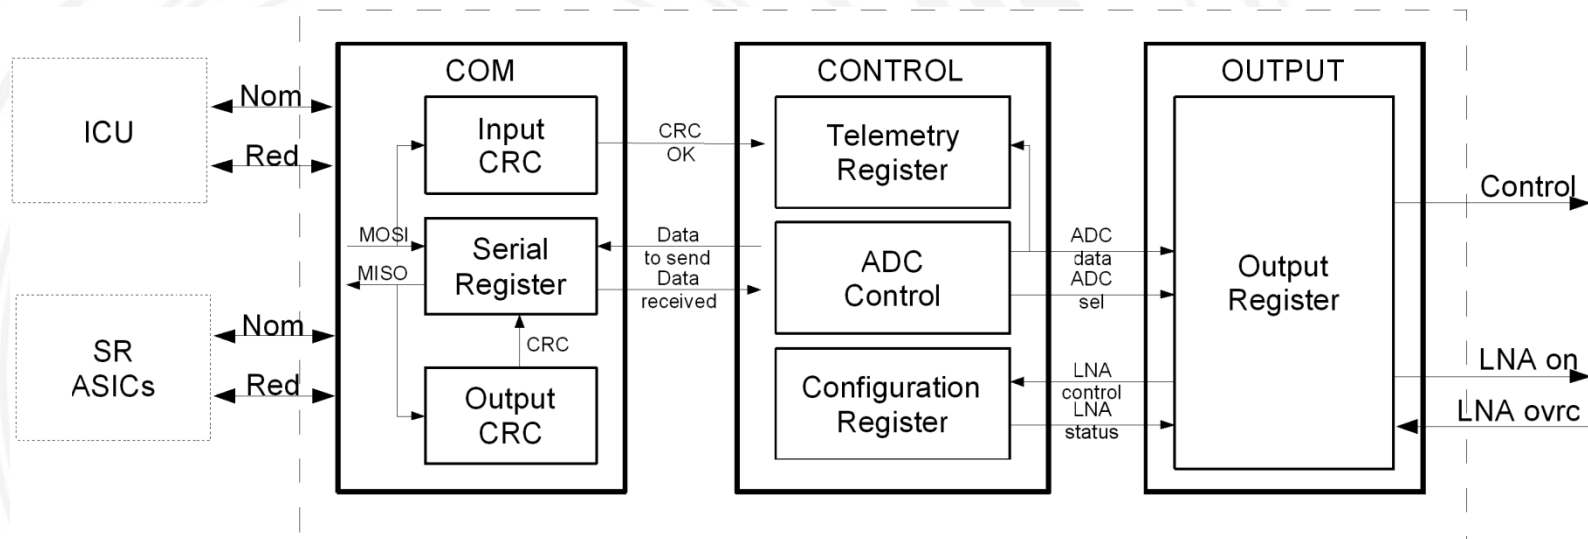 COM
CONTROL
OUTPUT
ICU
Nom
Red
Input
CRC
CRC
OK
Telemetry
Register
Control
MOSI
MISO
Serial
Register
Data
to send
Data
received
ADC
Control
ADC
data
ADC
sel
Output
Register
SR
ASICs
Nom
Red
CRC
Output
CRC
Configuration
Register
LNA
control
LNA
status
LNA on
LNA ovrc